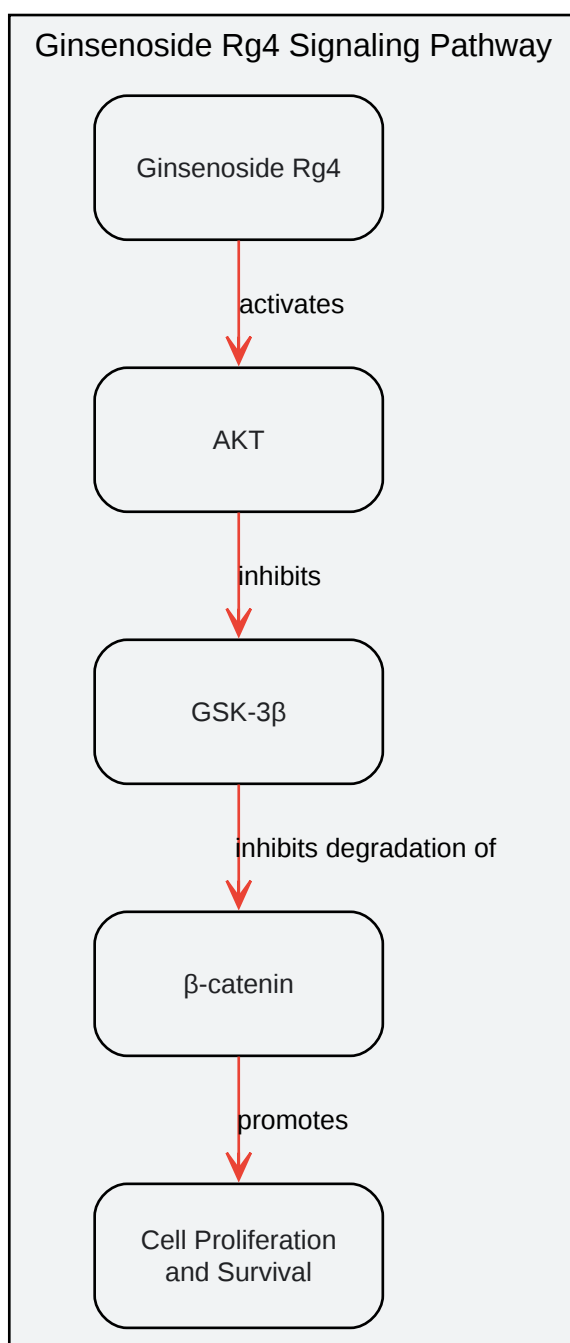 Ginsenoside Rg4 Signaling Pathway
Ginsenoside Rg4
activates
AKT
inhibits
GSK-3β
inhibits degradation of
β-catenin
promotes
Cell Proliferation
and Survival